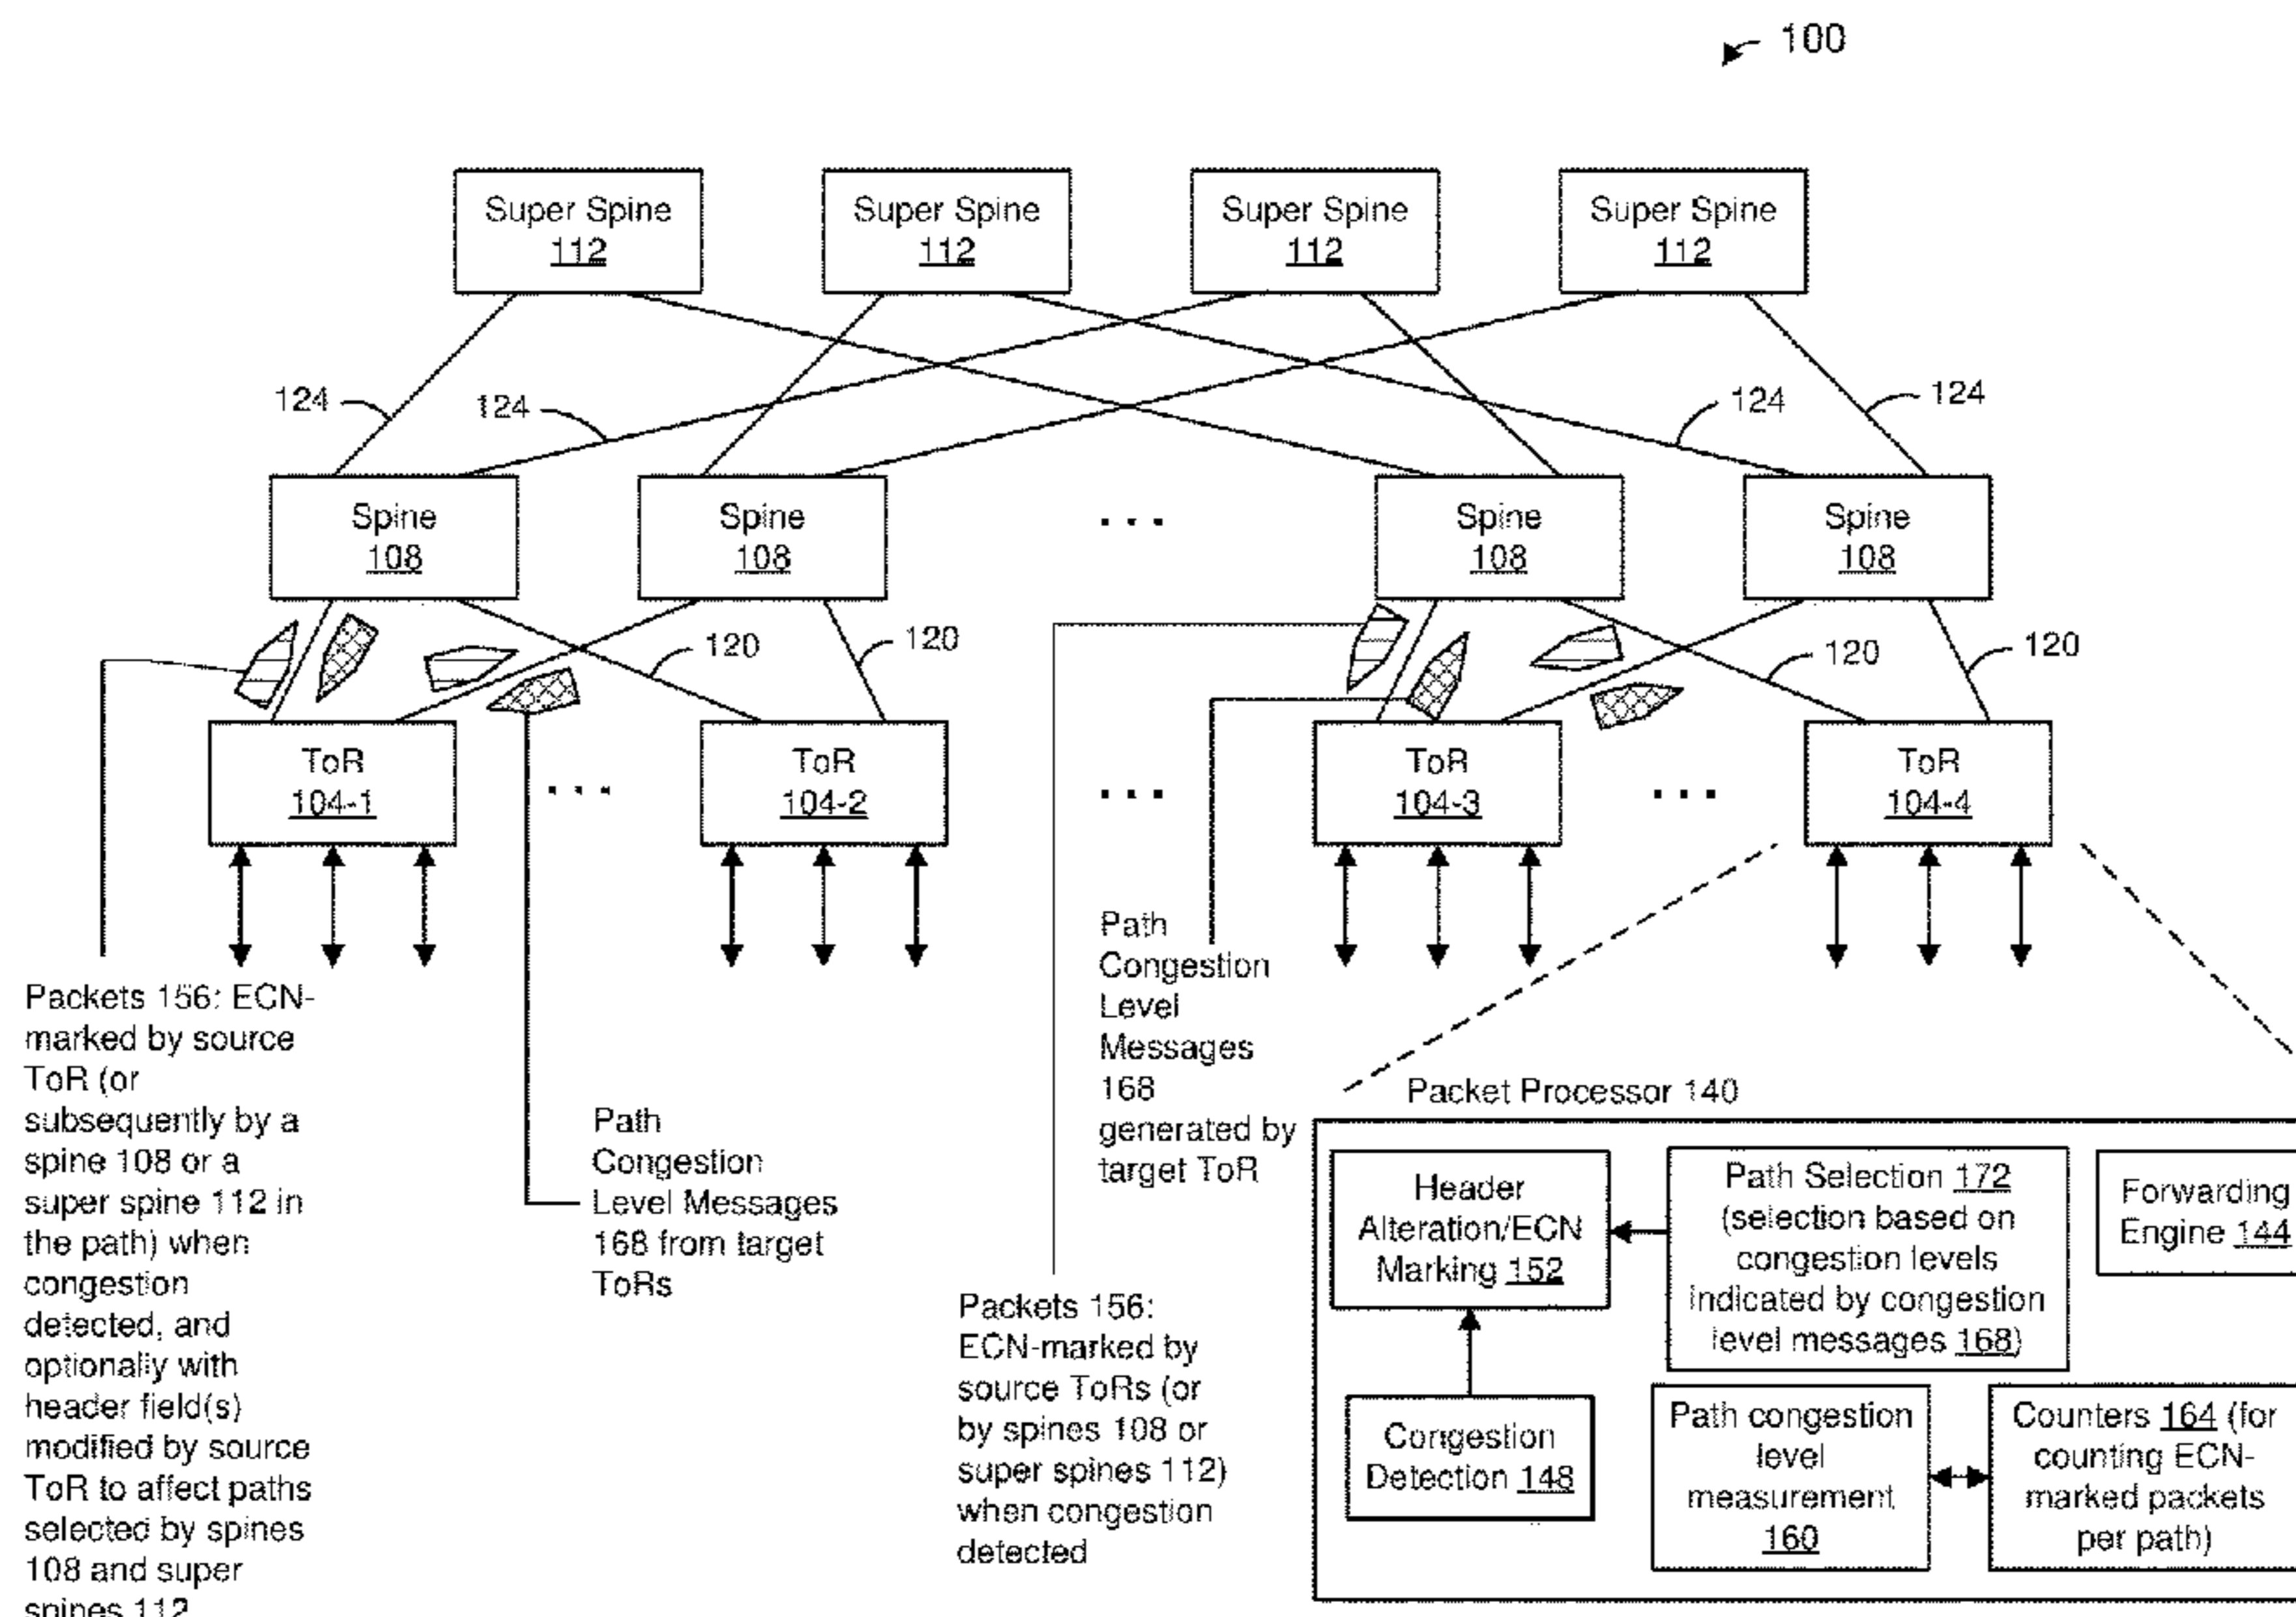 100
Super Spine
112
Super Spine
112
Super Spine
112
Super Spine
112
124
124
124
124
Spine
108
Spine
108
...
Spine
108
Spine
108
120
120
120
120
ToR
104-1
...
ToR
104-2
...
ToR
104-3
...
ToR
104-4
Packets 156: ECN-
marked by source
ToR (or
subsequently by a
spine 108 or a
super spine 112 in
the path) when
congestion
detected, and
optionally with
header field(s)
modified by source
ToR to affect paths
selected by spines
108 and super
spines 112
Path
Congestion
Level Messages
168 from target
ToRs
Path
Congestion
Level
Messages
168
generated by
target ToR
Packets 156:
ECN-marked by
source ToRs (or
by spines 108 or
super spines 112)
when congestion
detected
Packet Processor 140
Header
Alteration/ECN
Marking 152
Path Selection 172
(selection based on
congestion levels
indicated by congestion
level messages 168)
Forwarding
Engine 144
Congestion
Detection 148
Path congestion
level
measurement
160
Counters 164 (for
counting ECN-
marked packets
per path)